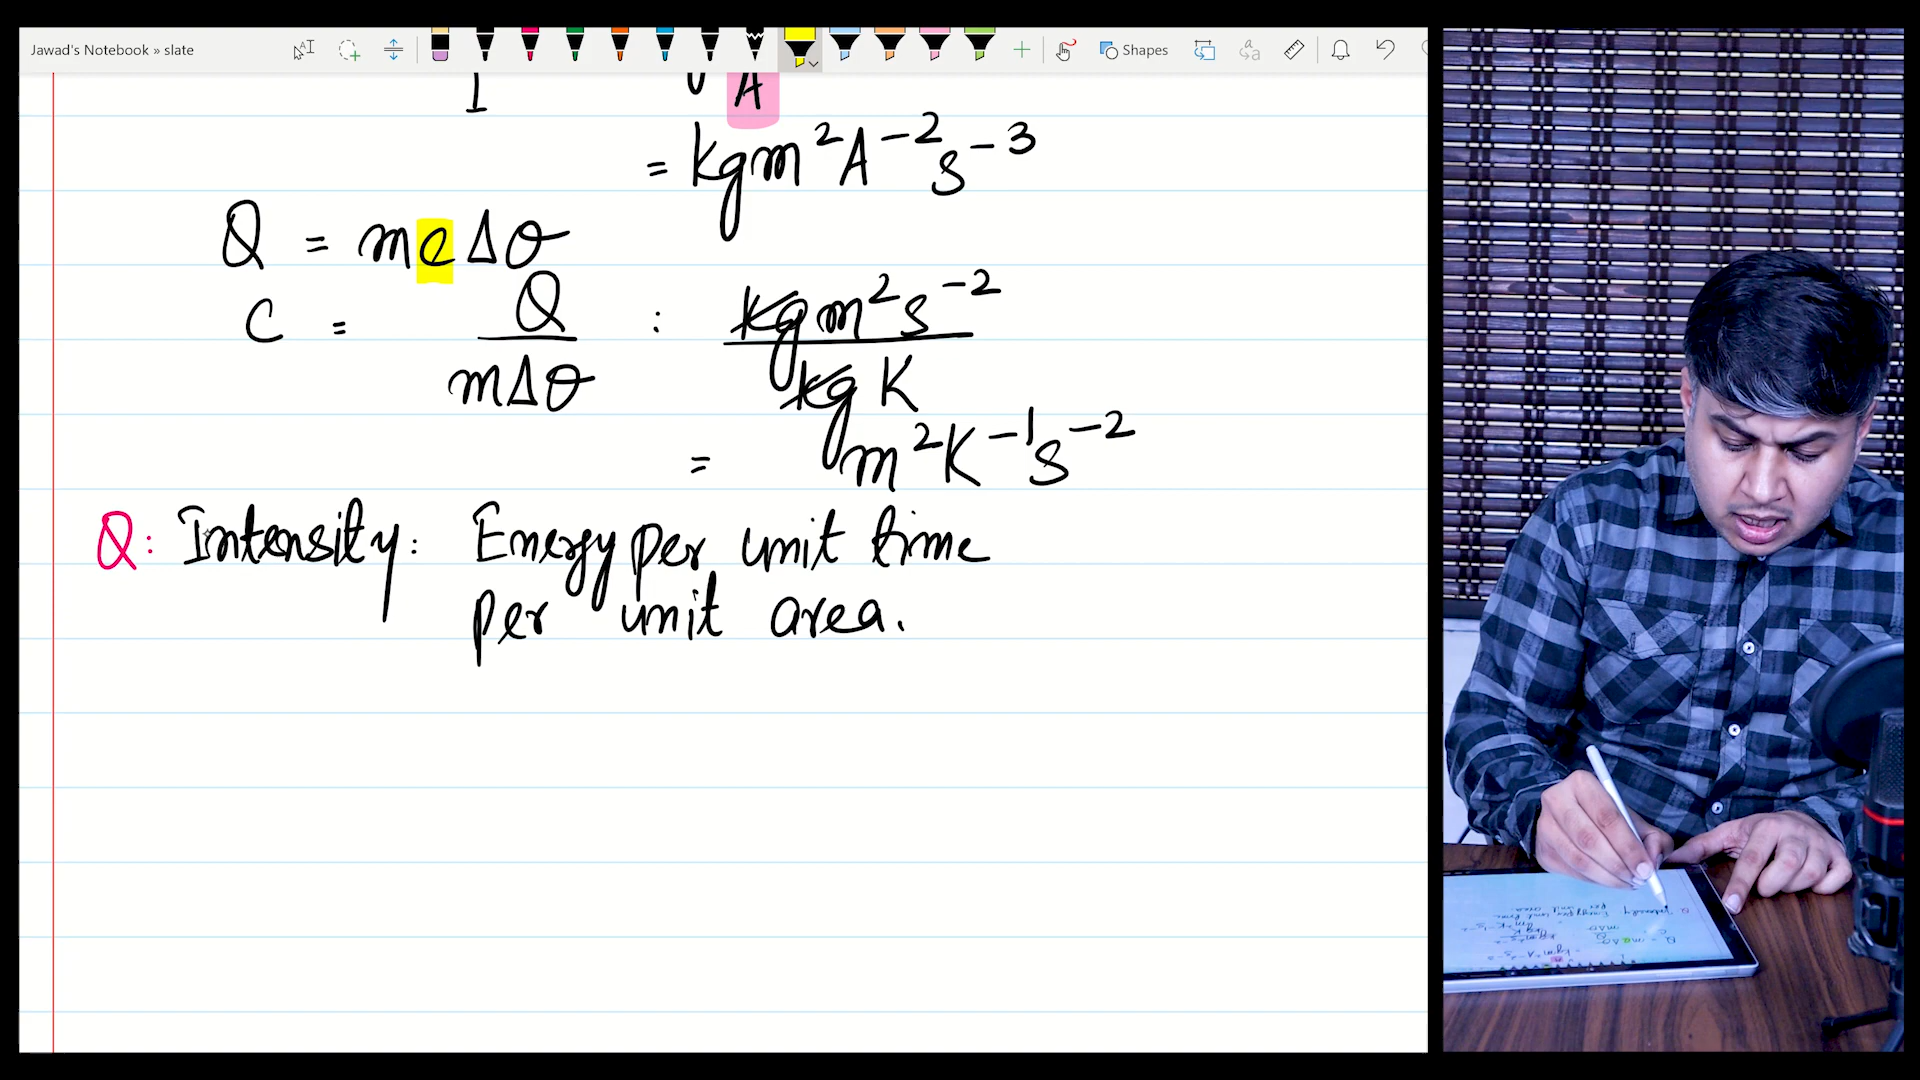 Jawad's Notebook » slate
Shapes
I A
= kgm²A⁻²s⁻³
Q = mcΔθ
C = Q / mΔθ : kgm²s⁻² / kg K
= m²K⁻¹s⁻²
Q: Intensity: Energy per unit time
per unit area.